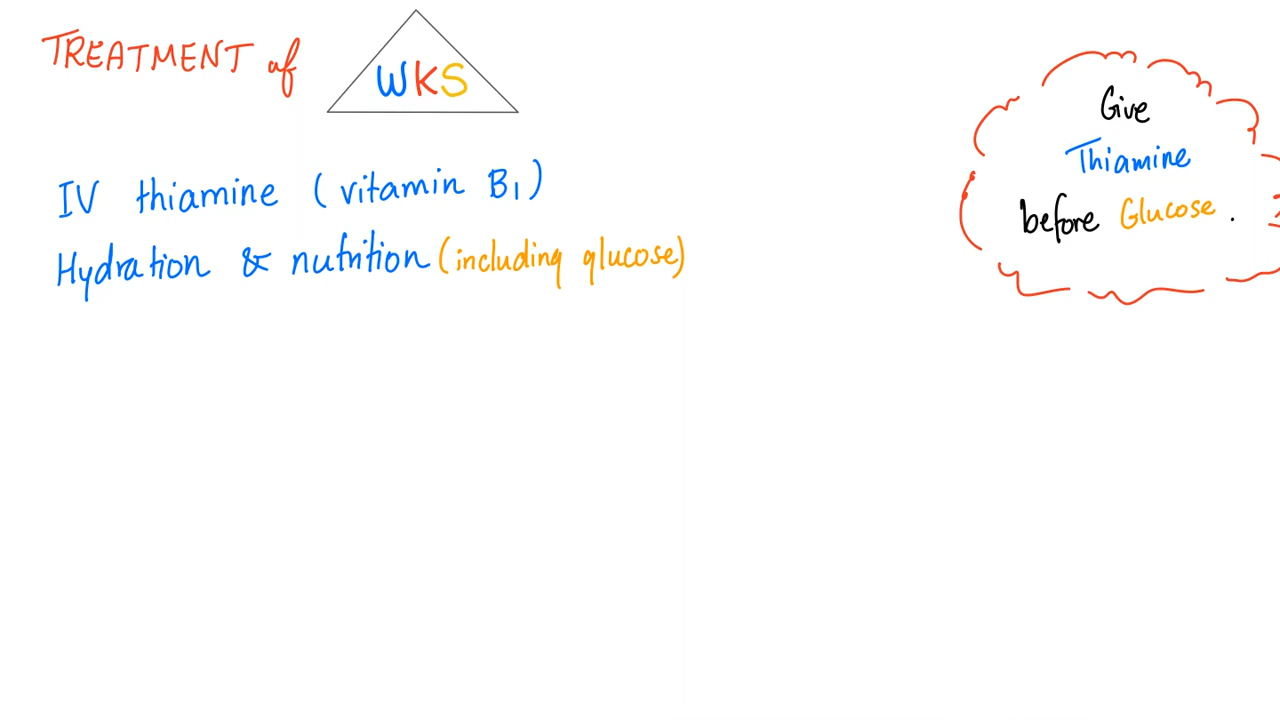 TREATMENT of WKS
IV thiamine (vitamin B1)
Hydration & nutrition (including glucose)
Give
Thiamine
before Glucose.